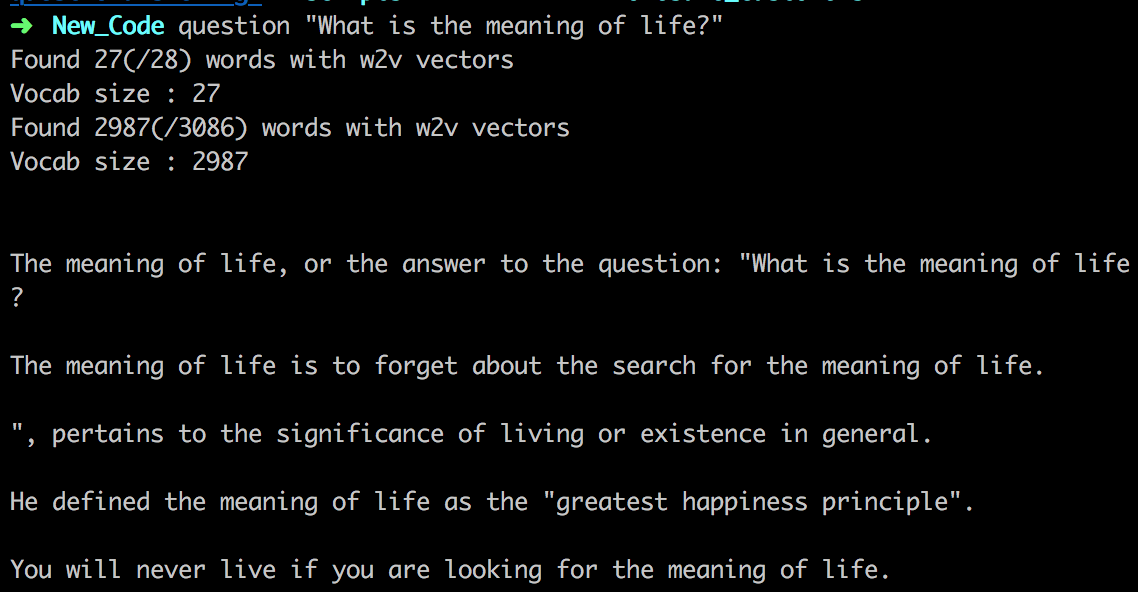 ➜ New_Code question "What is the meaning of life?"
Found 27(/28) words with w2v vectors
Vocab size : 27
Found 2987(/3086) words with w2v vectors
Vocab size : 2987
The meaning of life, or the answer to the question: "What is the meaning of life
?
The meaning of life is to forget about the search for the meaning of life.
", pertains to the significance of living or existence in general.
He defined the meaning of life as the "greatest happiness principle".
You will never live if you are looking for the meaning of life.